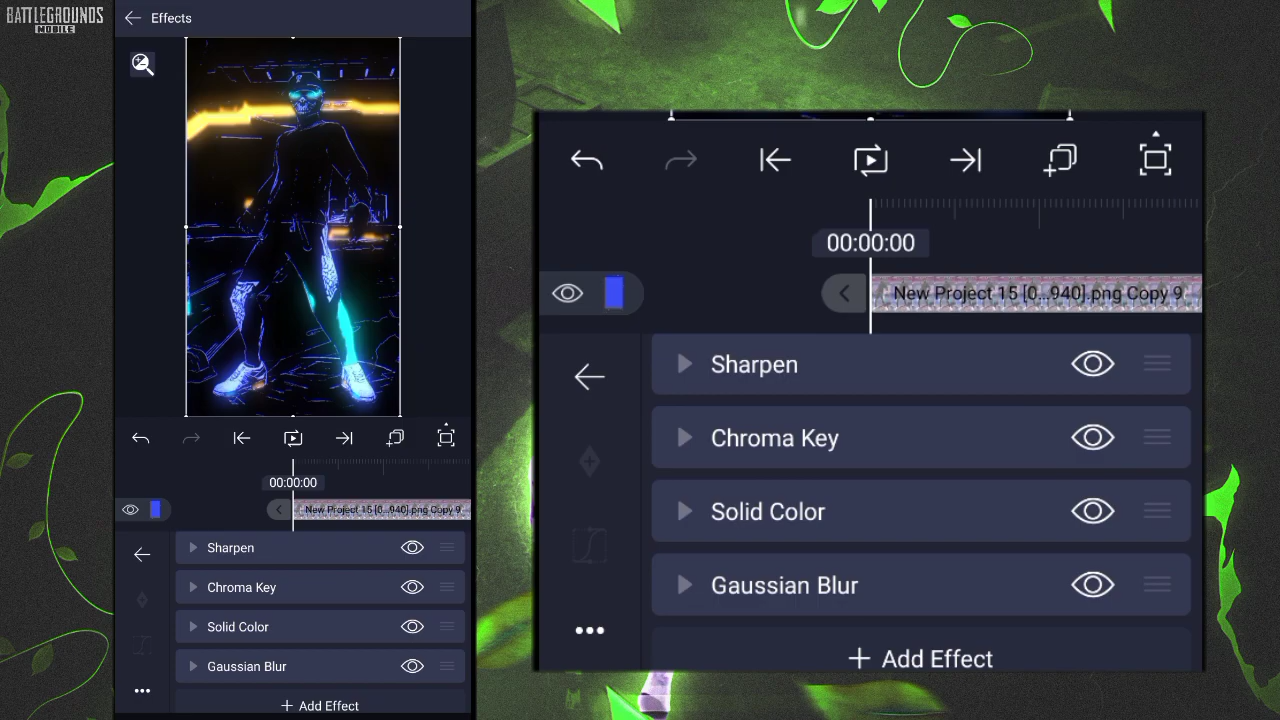 BATTLEGROUNDS
MOBILE
Effects
00:00:00
New Project 15 [0...940].png Copy 9
Sharpen
Chroma Key
Solid Color
Gaussian Blur
+ Add Effect
00:00:00
New Project 15 [0...940].png Copy 9
Sharpen
Chroma Key
Solid Color
Gaussian Blur
+ Add Effect